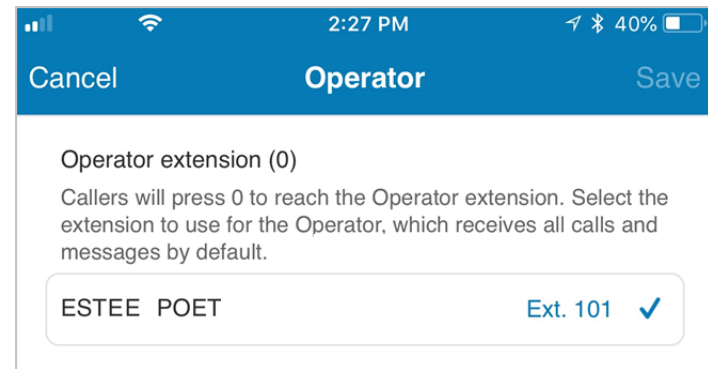 2:27 PM 40%
Cancel Operator Save
Operator extension (0)
Callers will press 0 to reach the Operator extension. Select the
extension to use for the Operator, which receives all calls and
messages by default.
ESTEE POET Ext. 101